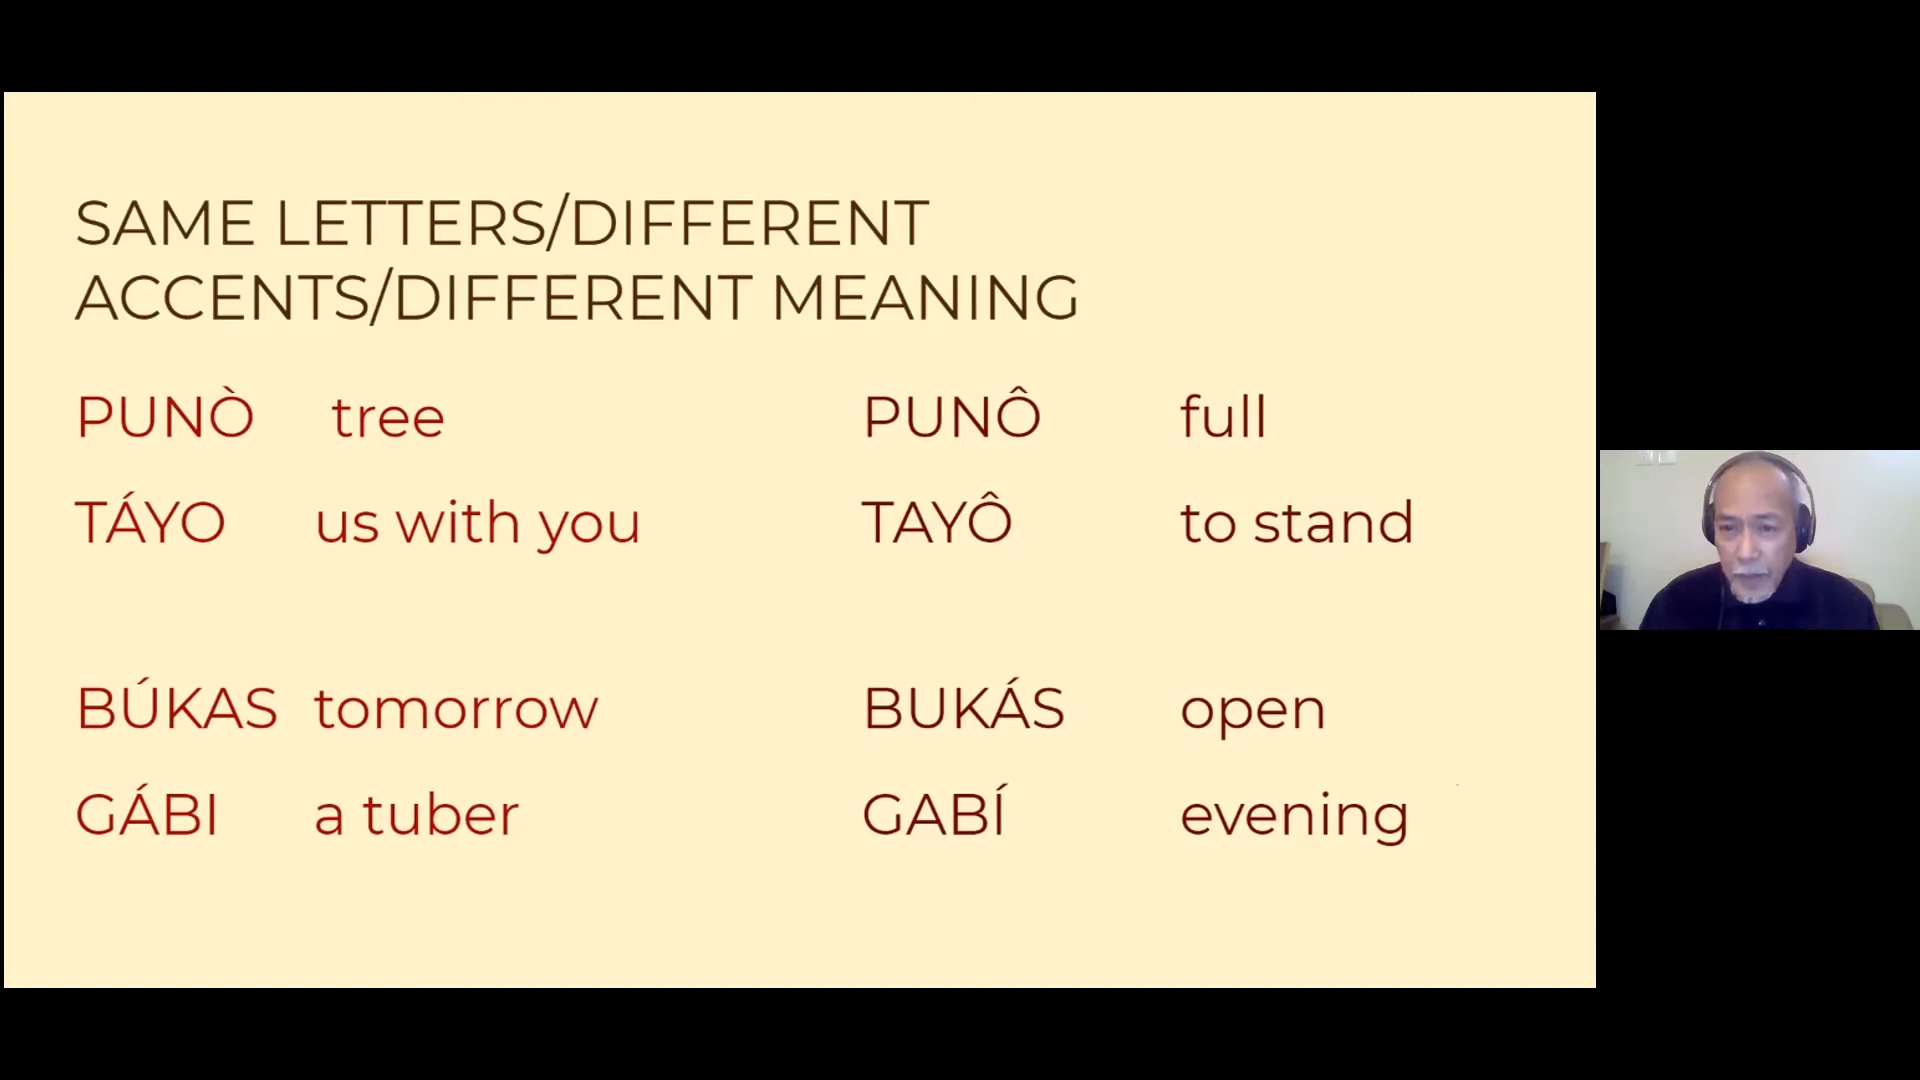 SAME LETTERS/DIFFERENT
ACCENTS/DIFFERENT MEANING
PUNÒ tree PUNÔ full
TÁYO us with you TAYÔ to stand
BÚKAS tomorrow BUKÁS open
GÁBI a tuber GABÍ evening